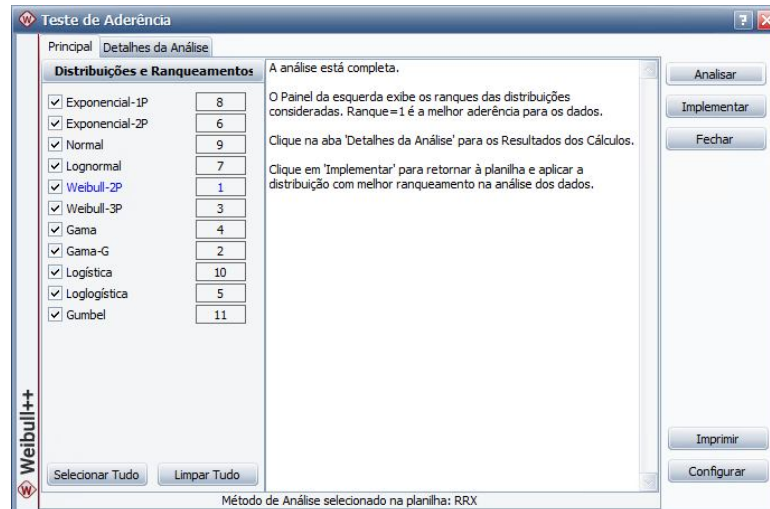 Teste de Aderência
Principal
Detalhes da Análise
Distribuições e Ranqueamentos
Exponencial-1P 8
Exponencial-2P 6
Normal 9
Lognormal 7
Weibull-2P 1
Weibull-3P 3
Gama 4
Gama-G 2
Logística 10
Loglogística 5
Gumbel 11
Selecionar Tudo
Limpar Tudo
A análise está completa.
O Painel da esquerda exibe os ranques das distribuições
consideradas. Ranque=1 é a melhor aderência para os dados.
Clique na aba 'Detalhes da Análise' para os Resultados dos Cálculos.
Clique em 'Implementar' para retornar à planilha e aplicar a
distribuição com melhor ranqueamento na análise dos dados.
Analisar
Implementar
Fechar
Imprimir
Configurar
Weibull++
Método de Análise selecionado na planilha: RRX